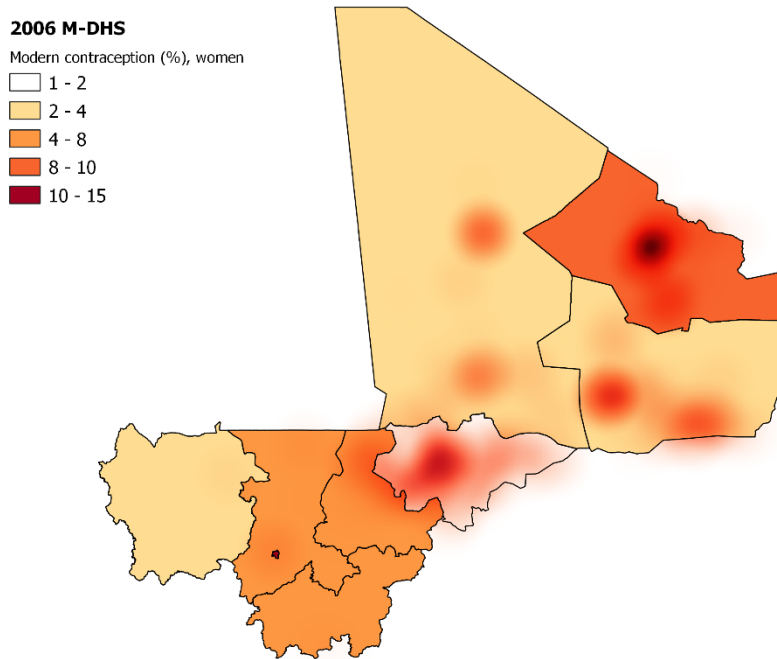 2006 M-DHS
Modern contraception (%), women
1 - 2
2 - 4
4 - 8
8 - 10
10 - 15